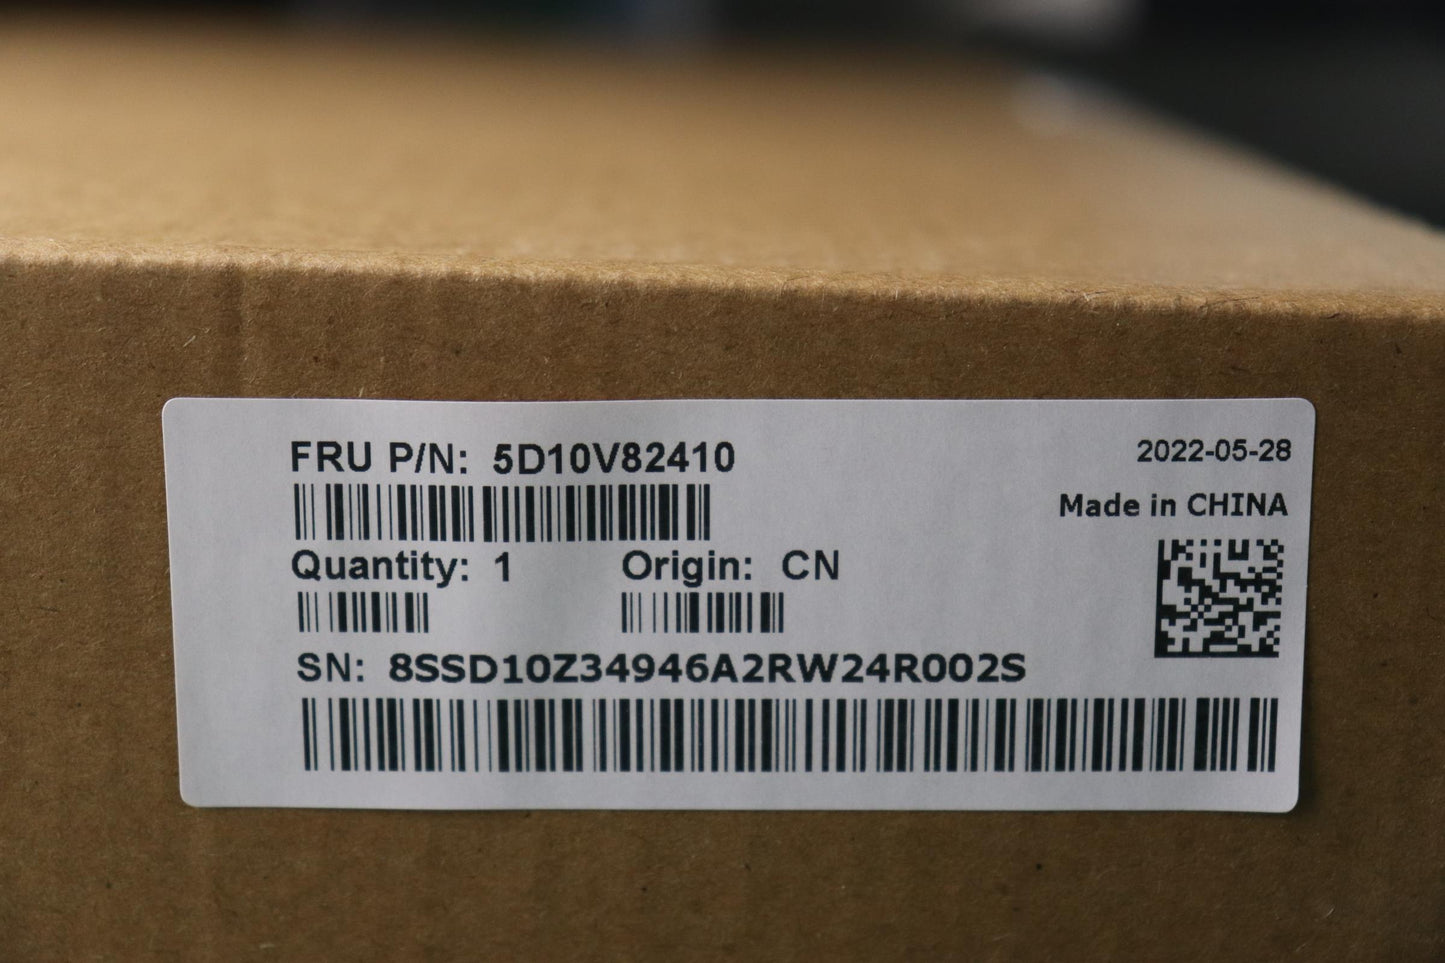 FRU P/N: 5D10V82410
2022-05-28
Made in CHINA
Quantity: 1
Origin: CN
SN: 8SSD10Z34946A2RW24R002S